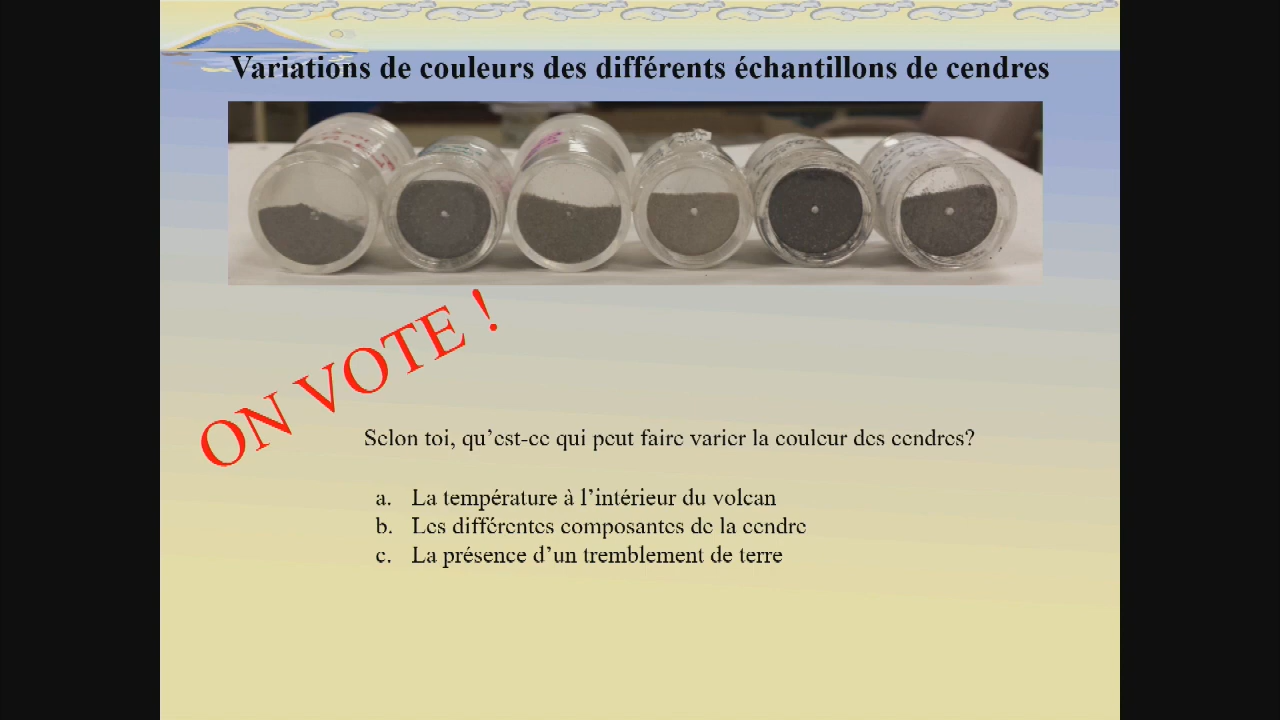 Variations de couleurs des différents échantillons de cendres
ON VOTE !
Selon toi, qu'est-ce qui peut faire varier la couleur des cendres?
a. La température à l'intérieur du volcan
b. Les différentes composantes de la cendre
c. La présence d'un tremblement de terre